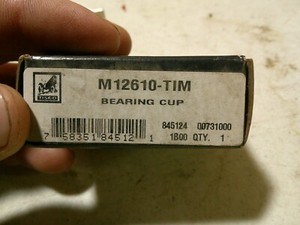 M12610-TIM
BEARING CUP
845124 00731000
7 58351 84512 1
1B00 QTY. 1